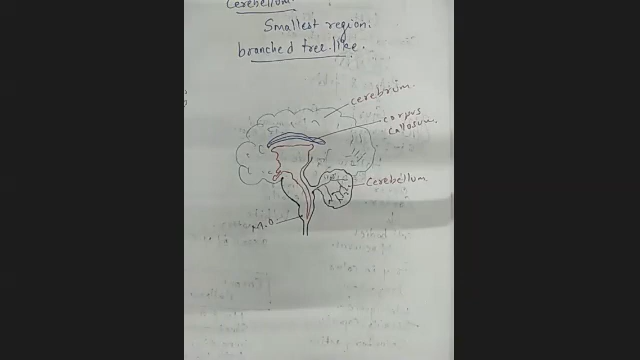 Cerebellum.
Smallest region.
branched tree-like.
cerebrum
corpus
callosum.
Cerebellum.
M.O